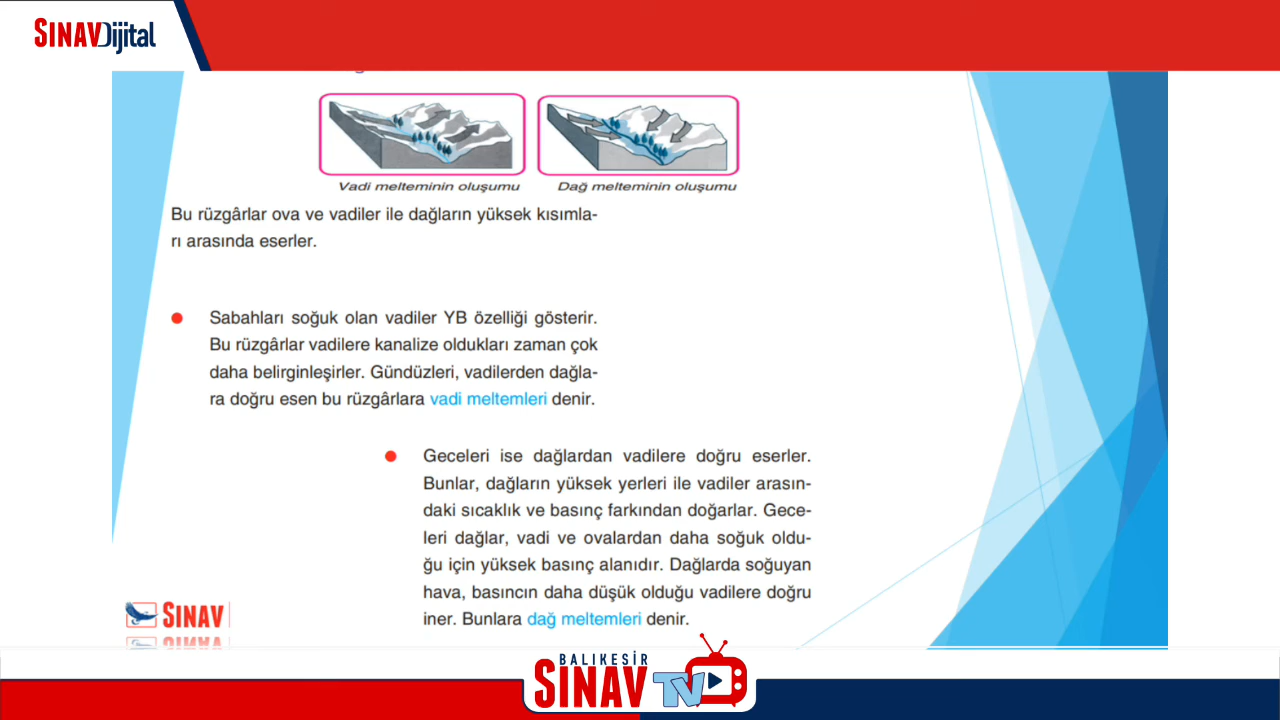 SINAVDijital
Vadi melteminin oluşumu
Dağ melteminin oluşumu
Bu rüzgârlar ova ve vadiler ile dağların yüksek kısımla-
rı arasında eserler.
Sabahları soğuk olan vadiler YB özelliği gösterir.
Bu rüzgârlar vadilere kanalize oldukları zaman çok
daha belirginleşirler. Gündüzleri, vadilerden dağla-
ra doğru esen bu rüzgârlara vadi meltemleri denir.
Geceleri ise dağlardan vadilere doğru eserler.
Bunlar, dağların yüksek yerleri ile vadiler arasın-
daki sıcaklık ve basınç farkından doğarlar. Gece-
leri dağlar, vadi ve ovalardan daha soğuk oldu-
ğu için yüksek basınç alanıdır. Dağlarda soğuyan
hava, basıncın daha düşük olduğu vadilere doğru
iner. Bunlara dağ meltemleri denir.
SINAV
BALIKESİR
SINAV TV